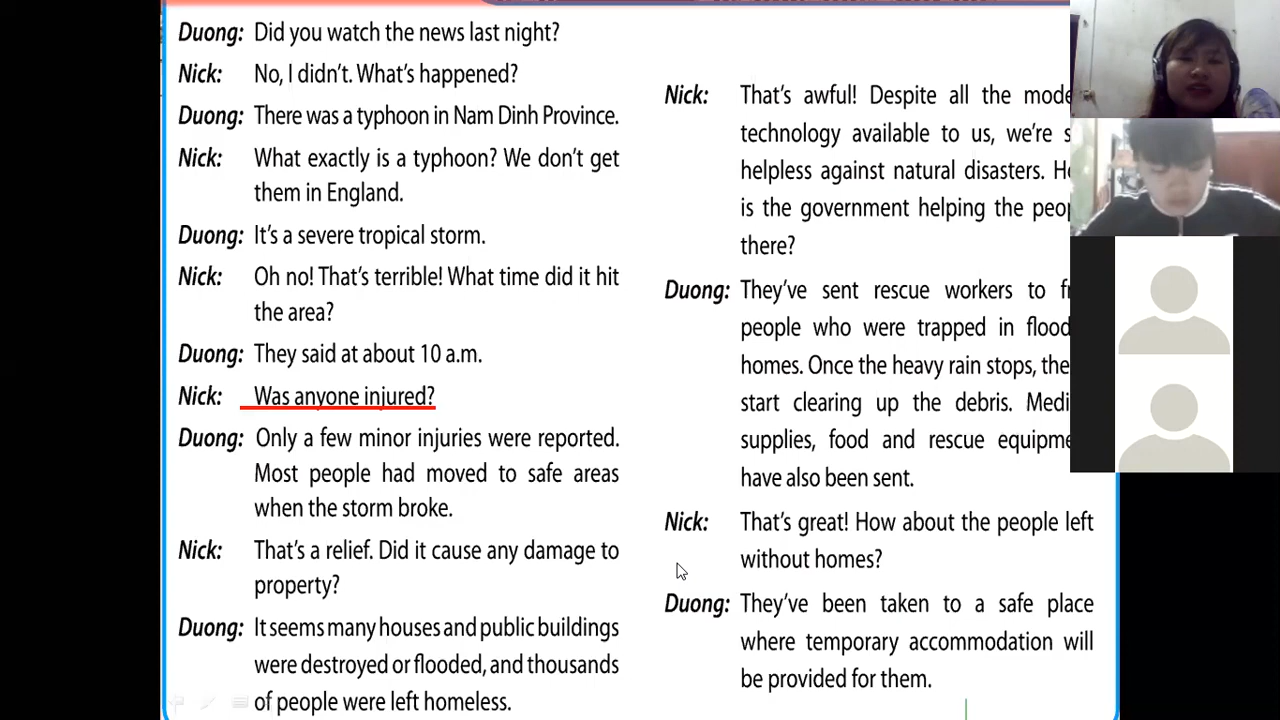 Duong: Did you watch the news last night?
Nick: No, I didn't. What's happened?
Duong: There was a typhoon in Nam Dinh Province.
Nick: What exactly is a typhoon? We don't get
them in England.
Duong: It's a severe tropical storm.
Nick: Oh no! That's terrible! What time did it hit
the area?
Duong: They said at about 10 a.m.
Nick: Was anyone injured?
Duong: Only a few minor injuries were reported.
Most people had moved to safe areas
when the storm broke.
Nick: That's a relief. Did it cause any damage to
property?
Duong: It seems many houses and public buildings
were destroyed or flooded, and thousands
of people were left homeless.
Nick: That's awful! Despite all the
technology available to us, we're
helpless against natural disasters.
is the government helping the
there?
Duong: They've sent rescue workers to
people who were trapped in
homes. Once the heavy rain stops,
start clearing up the debris.
supplies, food and rescue
have also been sent.
Nick: That's great! How about the people left
without homes?
Duong: They've been taken to a safe place
where temporary accommodation will
be provided for them.